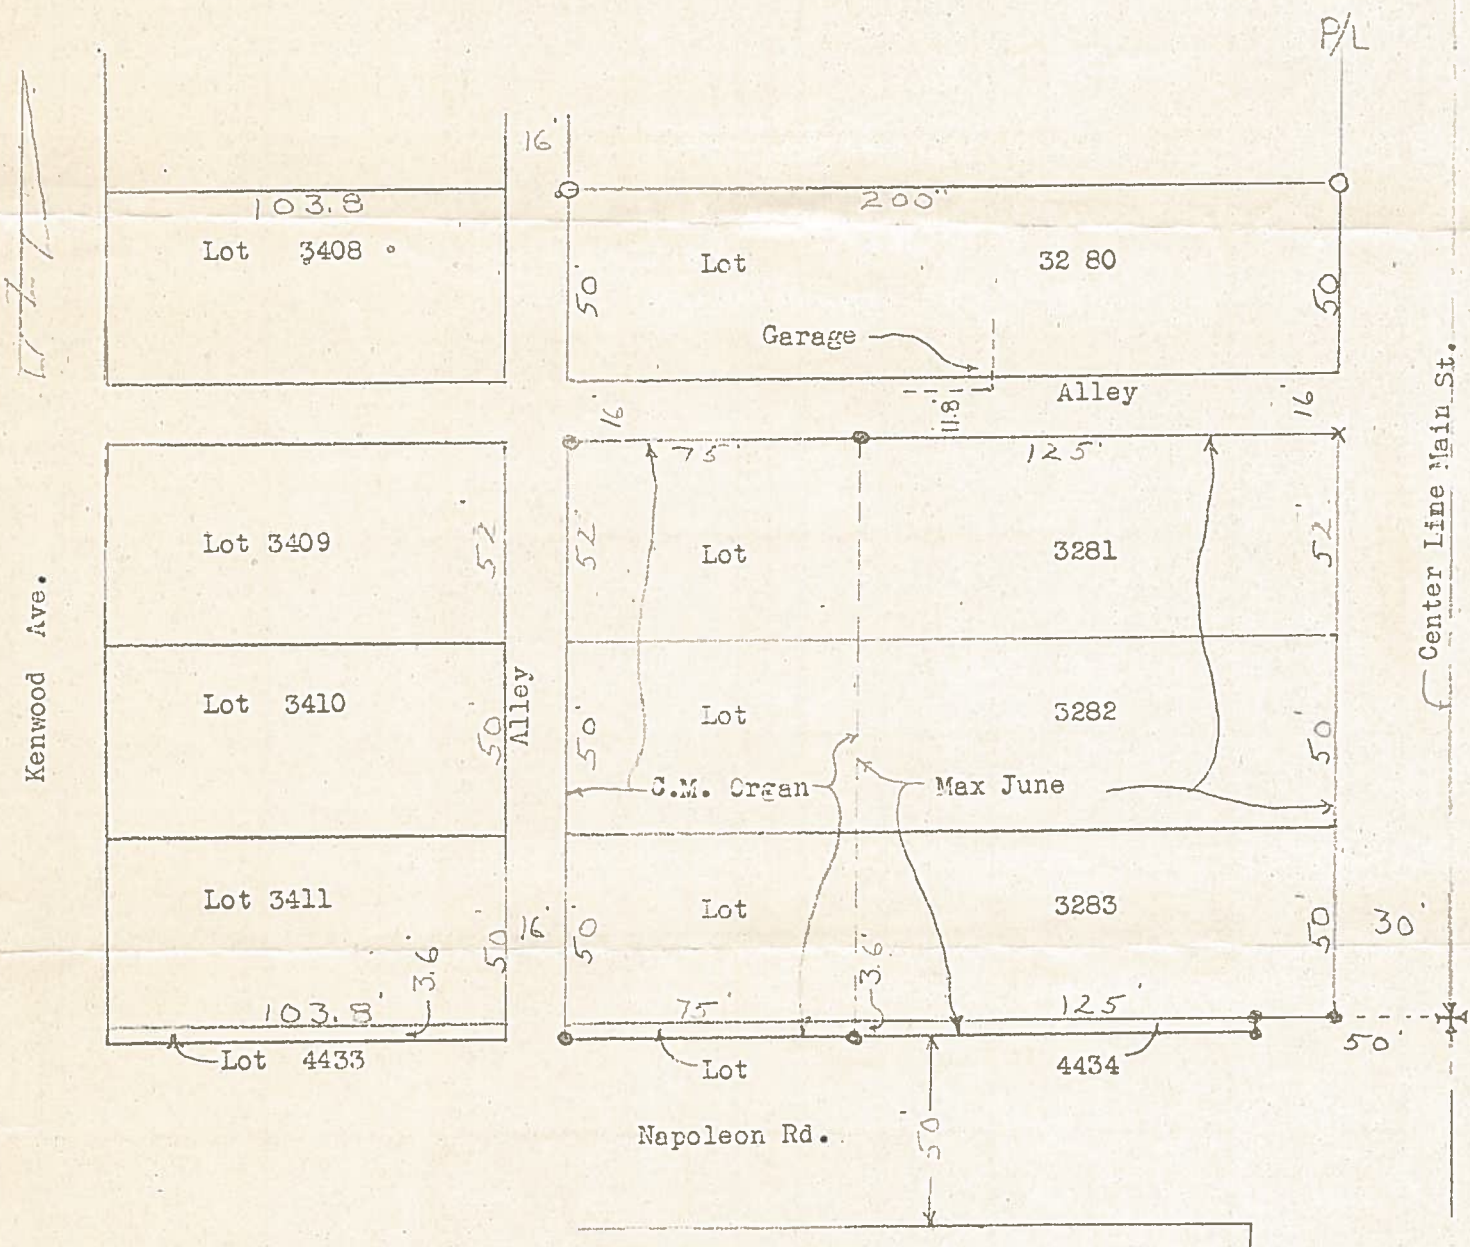 P/L
16'
103.8
200"
Lot 3408
Lot 32 80
50'
50'
Garage
Alley
16'
11.8'
16'
75'
125'
Center Line Main St.
Lot 3409
52'
52'
Lot 3281
52'
Kenwood Ave.
Lot 3410
50'
Alley
50'
Lot 3282
50'
C.M. Organ
Max June
Lot 3411
50'
16'
50'
Lot 3283
50'
30'
3.6'
3.6'
103.8'
75'
125'
50'
Lot 4433
Lot 4434
Napoleon Rd.
50'